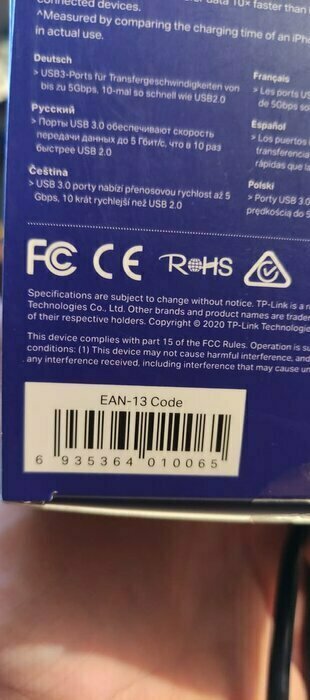 connected devices.
data 10× faster than
^Measured by comparing the charging time of an iPh
in actual use.
Deutsch
> USB3-Ports für Transfergeschwindigkeiten von
bis zu 5Gbps, 10-mal so schnell wie USB2.0
Русский
> Порты USB 3.0 обеспечивают скорость
передачи данных до 5 Гбит/с, что в 10 раз
быстрее USB 2.0
Čeština
> USB 3.0 porty nabízí přenosovou rychlost až 5
Gbps, 10 krát rychlejší než USB 2.0
Français
> Les ports US
de 5Gbps so
Español
> Los puertos
transferencia
rápidas que la
Polski
> Porty USB 3.0
prędkością do 5
FC CE RoHS
Specifications are subject to change without notice. TP-Link is a r
Technologies Co., Ltd. Other brands and product names are trader
of their respective holders. Copyright © 2020 TP-Link Technologie
This device complies with part 15 of the FCC Rules. Operation is su
conditions: (1) This device may not cause harmful interference, and
any interference received, including interference that may cause un
EAN-13 Code
6 935364 010065